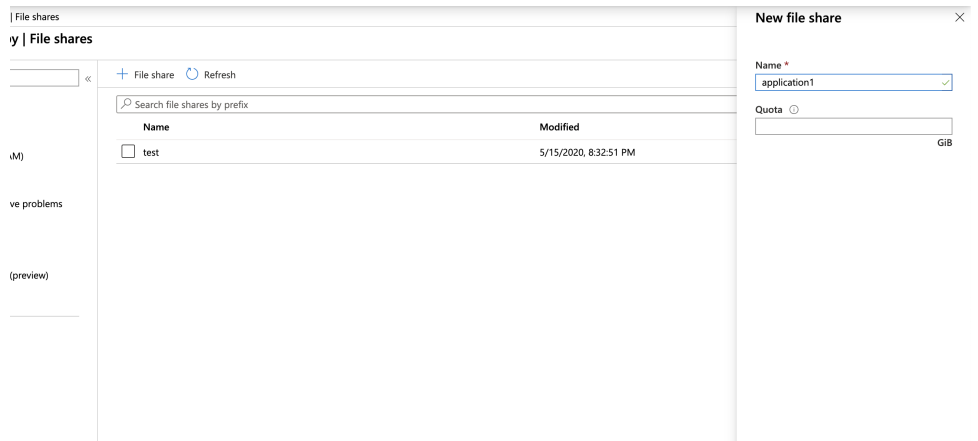 | File shares
y | File shares
File share Refresh
Search file shares by prefix
Name Modified
test 5/15/2020, 8:32:51 PM
AM)
ve problems
(preview)
New file share
Name *
application1
Quota
GiB